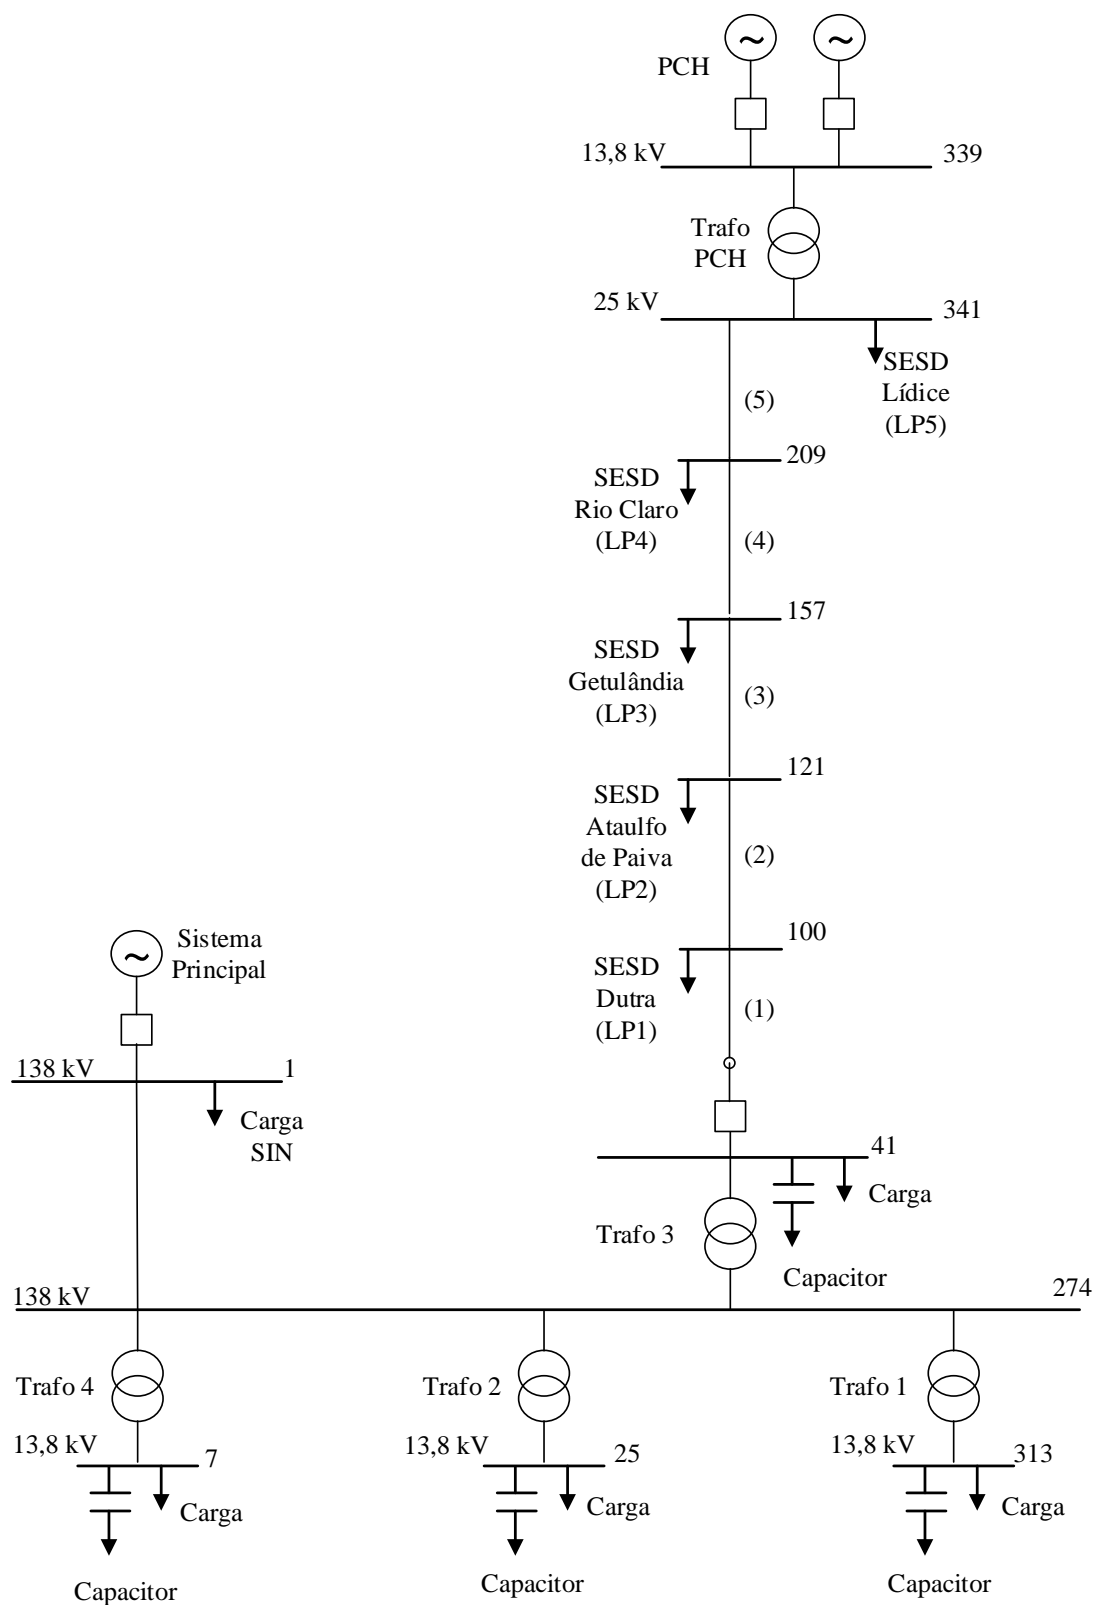 PCH
13,8 kV
339
Trafo
PCH
25 kV
341
SESD
Lídice
(LP5)
(5)
209
SESD
Rio Claro
(LP4)
(4)
157
SESD
Getulândia
(LP3)
(3)
121
SESD
Ataulfo
de Paiva
(LP2)
(2)
100
SESD
Dutra
(LP1)
(1)
Sistema
Principal
138 kV
1
Carga
SIN
41
Carga
Trafo 3
Capacitor
138 kV
274
Trafo 4
Trafo 2
Trafo 1
13,8 kV
7
13,8 kV
25
13,8 kV
313
Carga
Carga
Carga
Capacitor
Capacitor
Capacitor